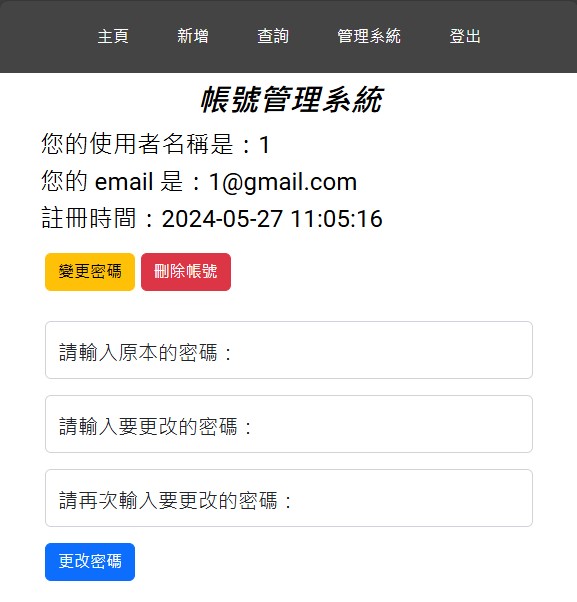 主頁 新增 查詢 管理系統 登出
帳號管理系統
您的使用者名稱是：1
您的 email 是：1@gmail.com
註冊時間：2024-05-27 11:05:16
變更密碼 刪除帳號
請輸入原本的密碼：
請輸入要更改的密碼：
請再次輸入要更改的密碼：
更改密碼